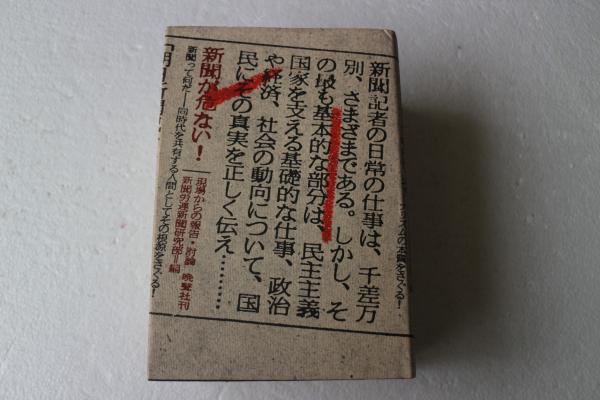 新聞記者の日常の仕事は、千差万
別、さまざまである。しかし、そ
の最も基本的な部分は、民主主義
国家を支える基礎的な仕事、政治
や経済、社会の動向について、国
民にその真実を正しく伝え………
新聞が危ない！
現場からの報告・討論
新聞労連新聞研究部＝編
晩聲社刊
新聞って何だ!―同時代を共有する人間としてその根源をさぐる！
の本質をさぐる！